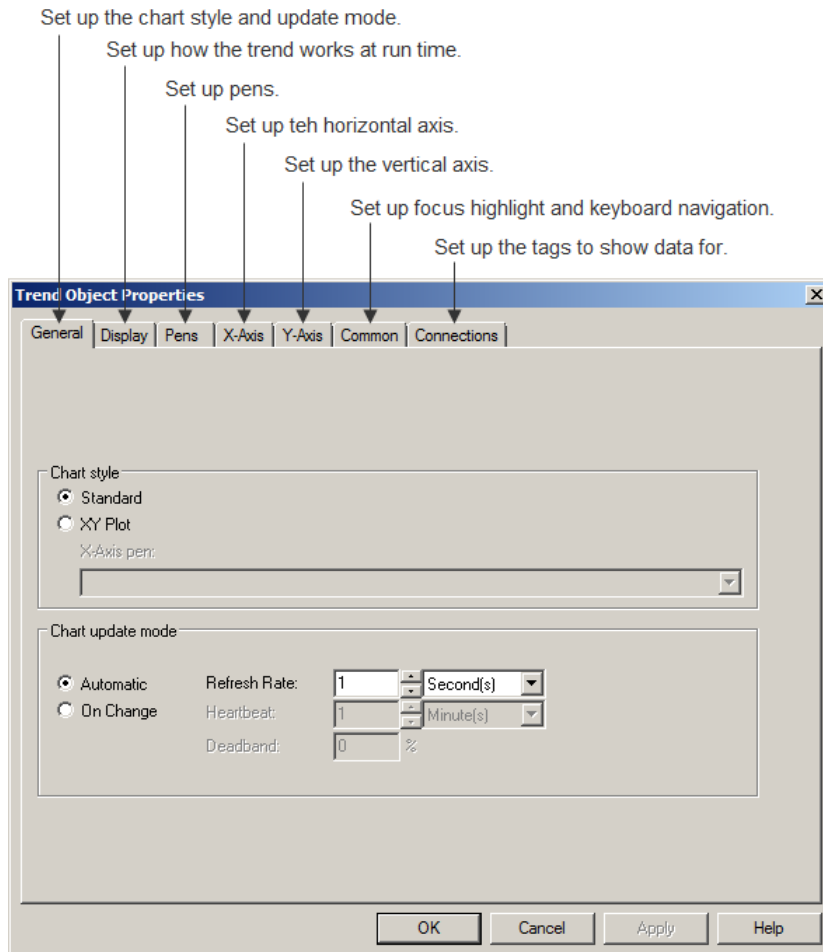 Set up the chart style and update mode.
Set up how the trend works at run time.
Set up pens.
Set up teh horizontal axis.
Set up the vertical axis.
Set up focus highlight and keyboard navigation.
Set up the tags to show data for.
Trend Object Properties
General Display Pens X-Axis Y-Axis Common Connections
Chart style
Standard
XY Plot
X-Axis pen:
Chart update mode
Automatic Refresh Rate: 1 Second(s)
On Change Heartbeat: 1 Minute(s)
Deadband: 0 %
OK Cancel Apply Help